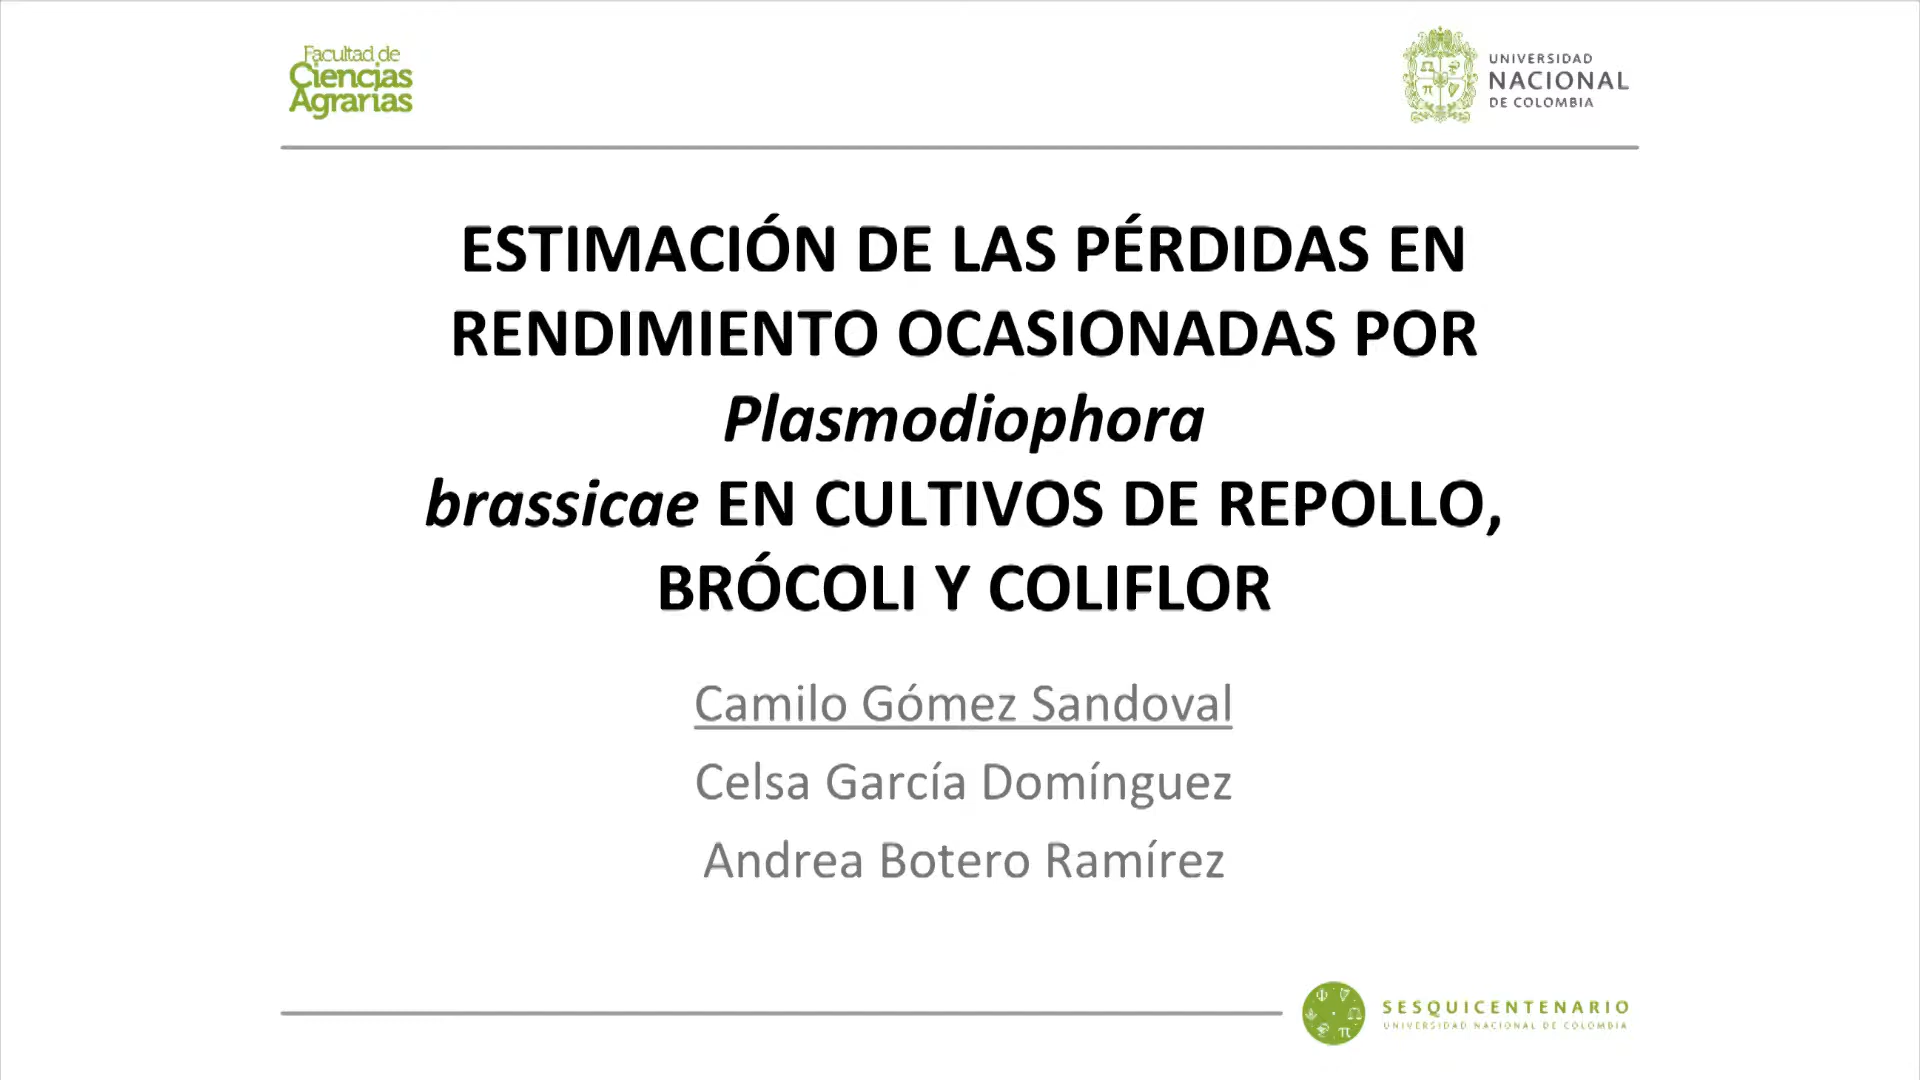 Facultad de
Ciencias
Agrarias
UNIVERSIDAD
NACIONAL
DE COLOMBIA
ESTIMACIÓN DE LAS PÉRDIDAS EN
RENDIMIENTO OCASIONADAS POR
Plasmodiophora
brassicae EN CULTIVOS DE REPOLLO,
BRÓCOLI Y COLIFLOR
Camilo Gómez Sandoval
Celsa García Domínguez
Andrea Botero Ramírez
SESQUICENTENARIO
UNIVERSIDAD NACIONAL DE COLOMBIA